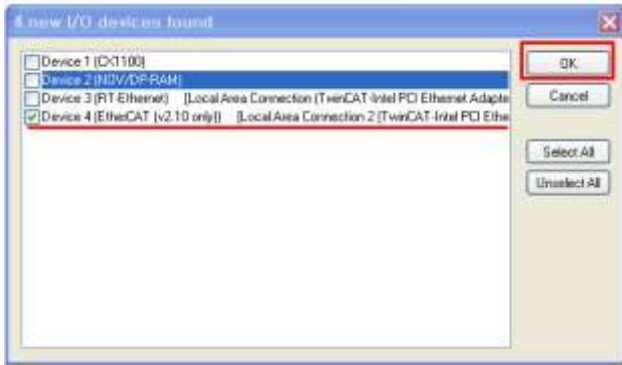 4 new I/O devices found
Device 1 (CX1100)
Device 2 (NOV/DP-RAM)
Device 3 (RT-Ethernet) [Local Area Connection (TwinCAT-Intel PCI Ethernet Adapte
Device 4 (EtherCAT (v2.10 only)) [Local Area Connection 2 (TwinCAT-Intel PCI Ethe
OK
Cancel
Select All
Unselect All